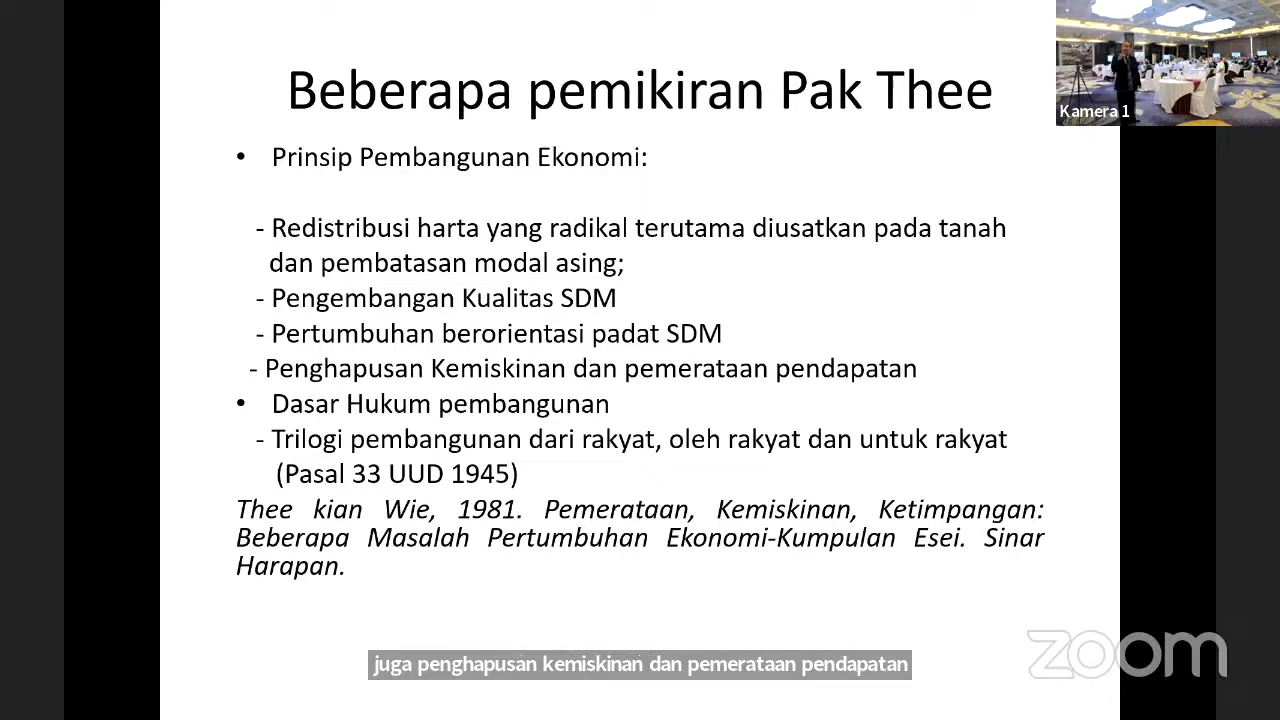 Beberapa pemikiran Pak Thee
Kamera 1
• Prinsip Pembangunan Ekonomi:
- Redistribusi harta yang radikal terutama diusatkan pada tanah
dan pembatasan modal asing;
- Pengembangan Kualitas SDM
- Pertumbuhan berorientasi padat SDM
- Penghapusan Kemiskinan dan pemerataan pendapatan
• Dasar Hukum pembangunan
- Trilogi pembangunan dari rakyat, oleh rakyat dan untuk rakyat
(Pasal 33 UUD 1945)
Thee kian Wie, 1981. Pemerataan, Kemiskinan, Ketimpangan:
Beberapa Masalah Pertumbuhan Ekonomi-Kumpulan Esei. Sinar
Harapan.
zoom
juga penghapusan kemiskinan dan pemerataan pendapatan